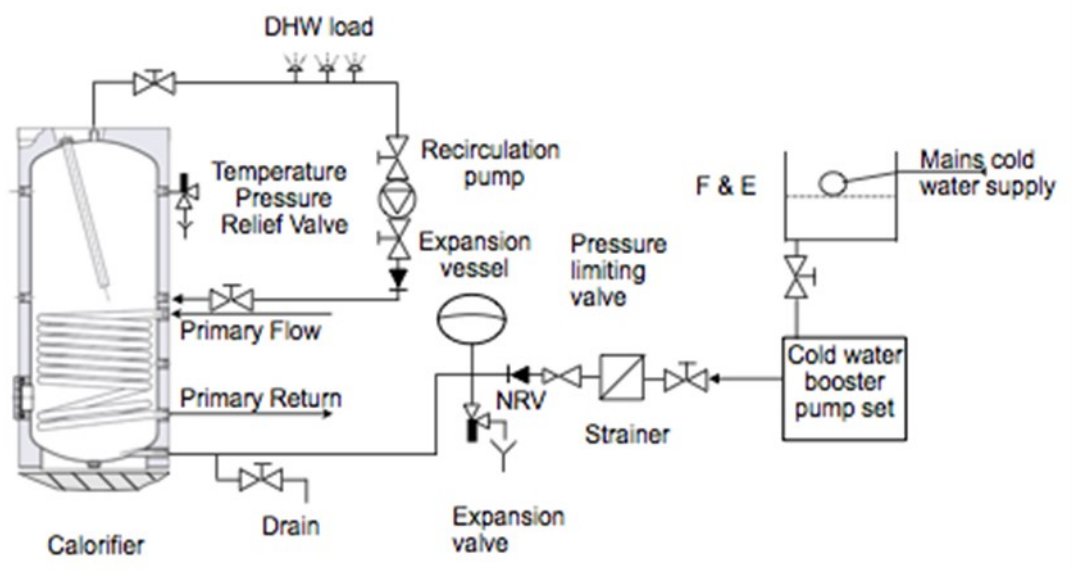 DHW load
Recirculation
pump
Temperature
Pressure
Relief Valve
F & E
Mains cold
water supply
Expansion
vessel
Pressure
limiting
valve
Primary Flow
Cold water
booster
pump set
Primary Return
NRV
Strainer
Drain
Expansion
valve
Calorifier